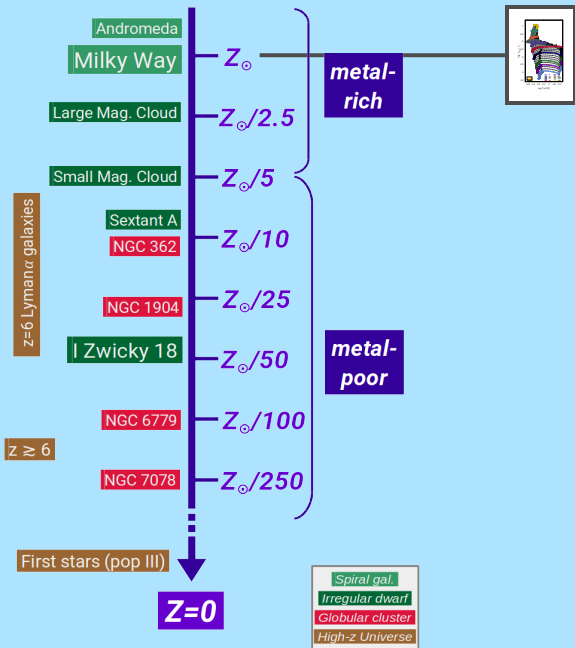 Andromeda
Milky Way
Z☉
metal-
rich
Large Mag. Cloud
Z☉/2.5
Small Mag. Cloud
Z☉/5
z=6 Lymanα galaxies
Sextant A
NGC 362
Z☉/10
NGC 1904
Z☉/25
I Zwicky 18
Z☉/50
metal-
poor
NGC 6779
Z☉/100
z ≳ 6
NGC 7078
Z☉/250
First stars (pop III)
Z=0
Spiral gal.
Irregular dwarf
Globular cluster
High-z Universe